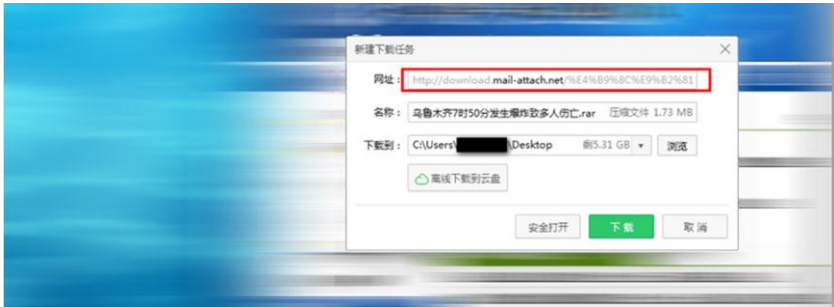 新建下载任务
网址： http://download.mail-attach.net/%E4%B9%8C%E9%B2%81
名称： 乌鲁木齐7时50分发生爆炸致多人伤亡.rar 压缩文件 1.73 MB
下载到： C:\Users\ \Desktop 剩5.31 GB 浏览
离线下载到云盘
安全打开 下载 取消